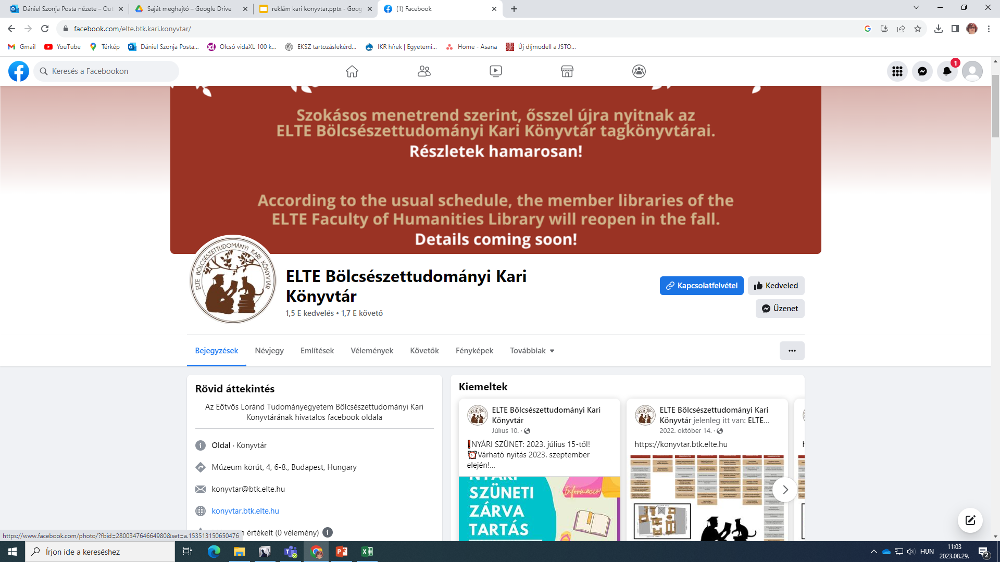 Dániel Szonja Posta nézete – Out
Saját meghajtó – Google Drive
reklám kari konyvtar.pptx - Goog
(1) Facebook
facebook.com/elte.btk.kari.konyvtar/
Gmail
YouTube
Térkép
Dániel Szonja Posta...
Olcsó vidaXL 100 k...
EKSZ tartozáslekérd...
IKR hírek | Egyetemi...
Home - Asana
Új díjmodell a JSTO...
Keresés a Facebookon
1
Szokásos menetrend szerint, ősszel újra nyitnak az
ELTE Bölcsészettudományi Kari Könyvtár tagkönyvtárai.
Részletek hamarosan!
According to the usual schedule, the member libraries of the
ELTE Faculty of Humanities Library will reopen in the fall.
Details coming soon!
ELTE BÖLCSÉSZETTUDOMÁNYI KARI KÖNYVTÁR
ELTE Bölcsészettudományi Kari
Könyvtár
1,5 E kedvelés • 1,7 E követő
Kapcsolatfelvétel
Kedveled
Üzenet
Bejegyzések
Névjegy
Említések
Vélemények
Követők
Fényképek
Továbbiak
Rövid áttekintés
Az Eötvös Loránd Tudományegyetem Bölcsészettudományi Kari
Könyvtárának hivatalos facebook oldala
Oldal · Könyvtár
Múzeum körút, 4, 6-8., Budapest, Hungary
konyvtar@btk.elte.hu
konyvtar.btk.elte.hu
értékelt (0 vélemény)
Kiemeltek
ELTE Bölcsészettudományi Kari
Könyvtár
Július 10. ·
❗NYÁRI SZÜNET: 2023. július 15-től!
⏰Várható nyitás 2023. szeptember
elején!...
NYÁRI
SZÜNETI
ZÁRVA
TARTÁS
Információ!
ELTE Bölcsészettudományi Kari
Könyvtár jelenleg itt van: ELTE...
2022. október 14. ·
https://konyvtar.btk.elte.hu
https://www.facebook.com/photo/?fbid=280034764664980&set=a.153513150650476
Írjon ide a kereséshez
HUN
11:03
2023.08.29.
2